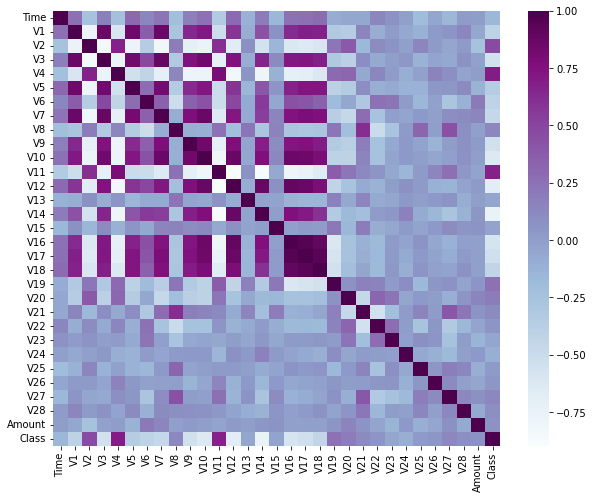 Time
V1
V2
V3
V4
V5
V6
V7
V8
V9
V10
V11
V12
V13
V14
V15
V16
V17
V18
V19
V20
V21
V22
V23
V24
V25
V26
V27
V28
Amount
Class
Time V1 V2 V3 V4 V5 V6 V7 V8 V9 V10 V11 V12 V13 V14 V15 V16 V17 V18 V19 V20 V21 V22 V23 V24 V25 V26 V27 V28 Amount Class
1.00
0.75
0.50
0.25
0.00
−0.25
−0.50
−0.75